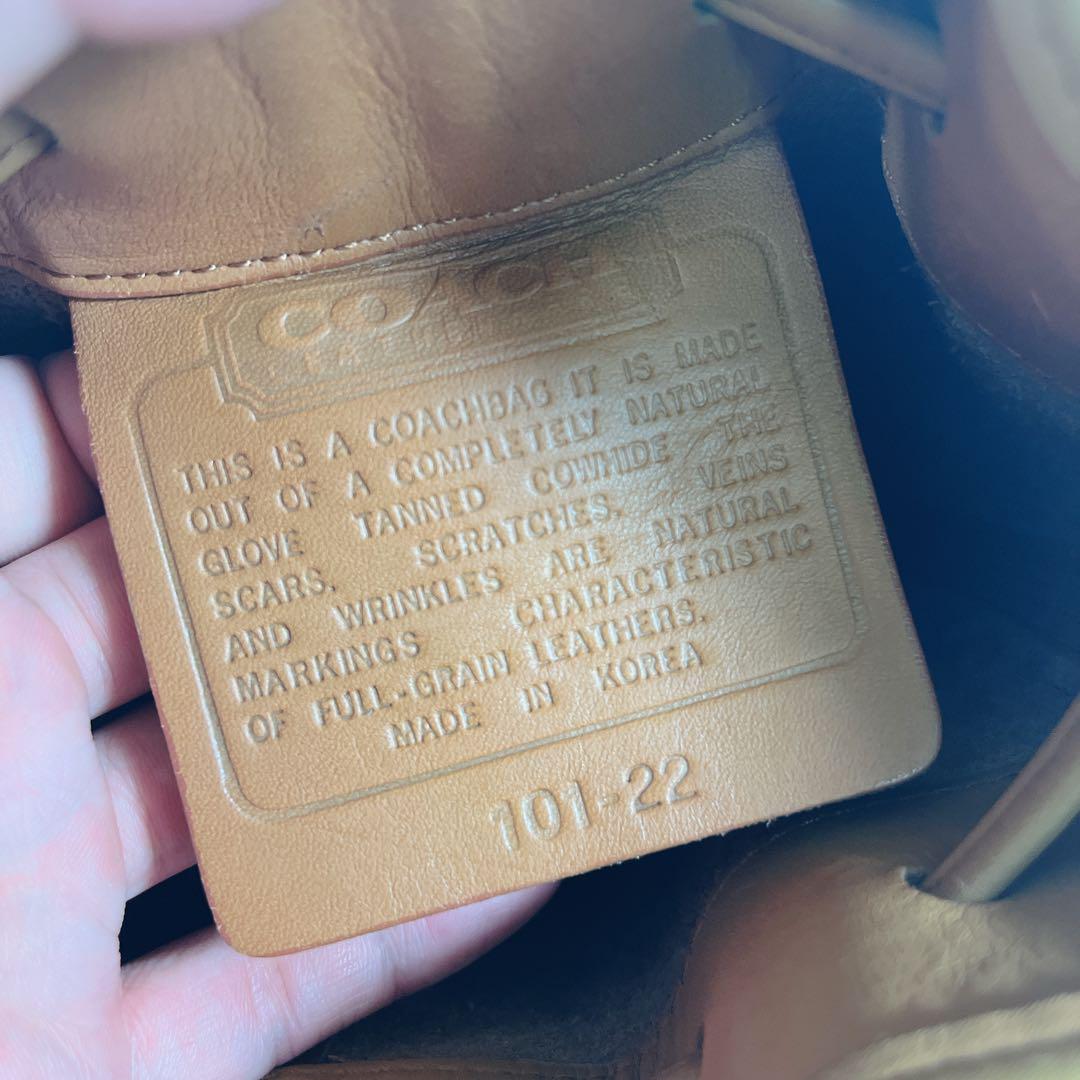 COACH
THIS IS A COACHBAG IT IS MADE
OUT OF A COMPLETELY NATURAL
GLOVE TANNED COWHIDE THE
SCARS, SCRATCHES, VEINS
AND WRINKLES ARE NATURAL
MARKINGS CHARACTERISTIC
OF FULL-GRAIN LEATHERS.
MADE IN KOREA
101-22